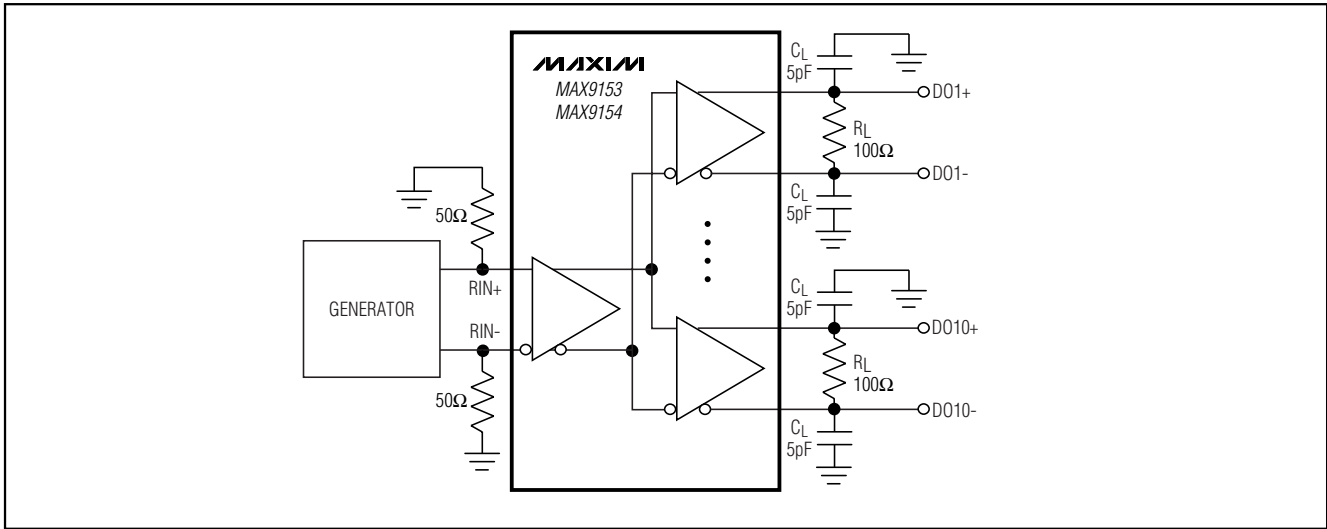 MAXIM
MAX9153
MAX9154
CL
5pF
DO1+
RL
100Ω
DO1-
CL
5pF
50Ω
GENERATOR
RIN+
RIN-
50Ω
CL
5pF
DO10+
RL
100Ω
DO10-
CL
5pF